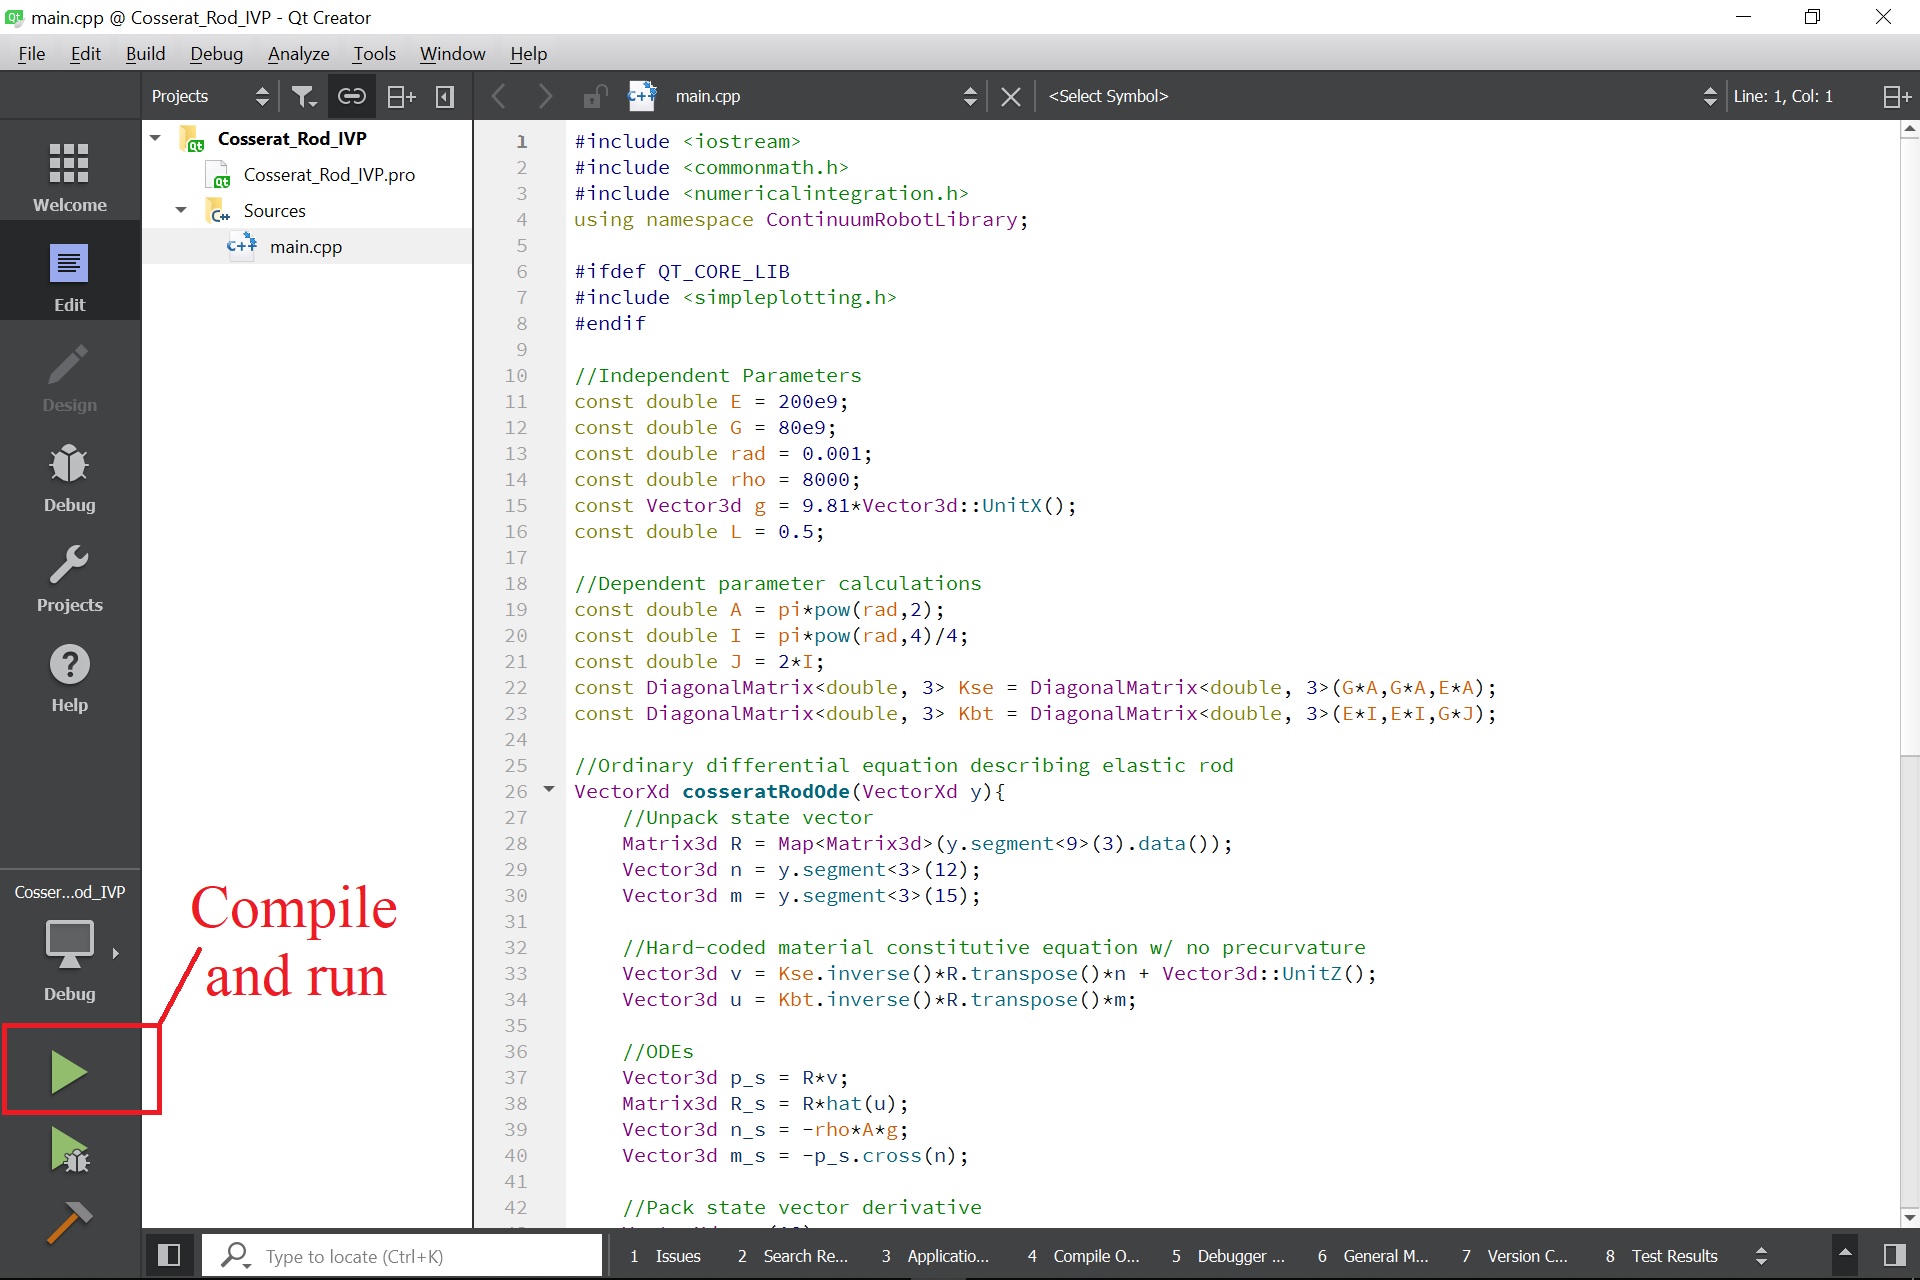 main.cpp @ Cosserat_Rod_IVP - Qt Creator
File Edit Build Debug Analyze Tools Window Help
Projects
main.cpp
<Select Symbol>
Line: 1, Col: 1
Welcome
Edit
Design
Debug
Projects
Help
Cosser...od_IVP
Debug
Cosserat_Rod_IVP
Cosserat_Rod_IVP.pro
Sources
main.cpp
Compile
and run
1 #include <iostream>
2 #include <commonmath.h>
3 #include <numericalintegration.h>
4 using namespace ContinuumRobotLibrary;
5
6 #ifdef QT_CORE_LIB
7 #include <simpleplotting.h>
8 #endif
9
10 //Independent Parameters
11 const double E = 200e9;
12 const double G = 80e9;
13 const double rad = 0.001;
14 const double rho = 8000;
15 const Vector3d g = 9.81*Vector3d::UnitX();
16 const double L = 0.5;
17
18 //Dependent parameter calculations
19 const double A = pi*pow(rad,2);
20 const double I = pi*pow(rad,4)/4;
21 const double J = 2*I;
22 const DiagonalMatrix<double, 3> Kse = DiagonalMatrix<double, 3>(G*A,G*A,E*A);
23 const DiagonalMatrix<double, 3> Kbt = DiagonalMatrix<double, 3>(E*I,E*I,G*J);
24
25 //Ordinary differential equation describing elastic rod
26 VectorXd cosseratRodOde(VectorXd y){
27     //Unpack state vector
28     Matrix3d R = Map<Matrix3d>(y.segment<9>(3).data());
29     Vector3d n = y.segment<3>(12);
30     Vector3d m = y.segment<3>(15);
31
32     //Hard-coded material constitutive equation w/ no precurvature
33     Vector3d v = Kse.inverse()*R.transpose()*n + Vector3d::UnitZ();
34     Vector3d u = Kbt.inverse()*R.transpose()*m;
35
36     //ODEs
37     Vector3d p_s = R*v;
38     Matrix3d R_s = R*hat(u);
39     Vector3d n_s = -rho*A*g;
40     Vector3d m_s = -p_s.cross(n);
41
42     //Pack state vector derivative
Type to locate (Ctrl+K)
1 Issues 2 Search Re... 3 Applicatio... 4 Compile O... 5 Debugger ... 6 General M... 7 Version C... 8 Test Results